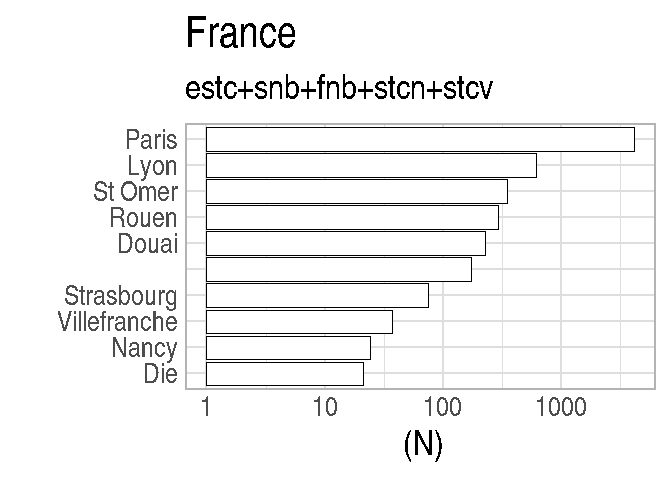 France
estc+snb+fnb+stcn+stcv
Paris
Lyon
St Omer
Rouen
Douai
Strasbourg
Villefranche
Nancy
Die
1 10 100 1000
(N)